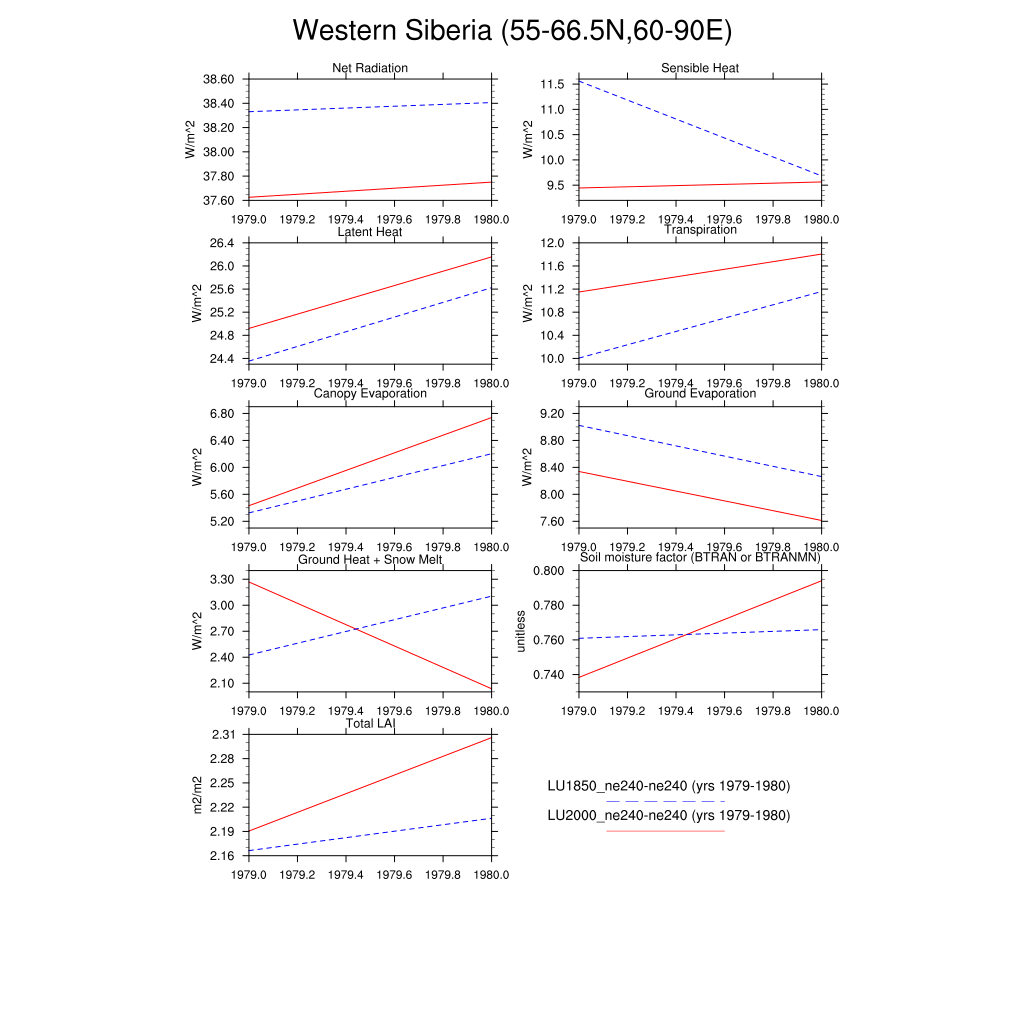 Western Siberia (55-66.5N,60-90E)
Net Radiation
38.60
38.40
38.20
38.00
37.80
37.60
W/m^2
1979.0 1979.2 1979.4 1979.6 1979.8 1980.0
Sensible Heat
11.5
11.0
10.5
10.0
9.5
W/m^2
1979.0 1979.2 1979.4 1979.6 1979.8 1980.0
Latent Heat
26.4
26.0
25.6
25.2
24.8
24.4
W/m^2
1979.0 1979.2 1979.4 1979.6 1979.8 1980.0
Transpiration
12.0
11.6
11.2
10.8
10.4
10.0
W/m^2
1979.0 1979.2 1979.4 1979.6 1979.8 1980.0
Canopy Evaporation
6.80
6.40
6.00
5.60
5.20
W/m^2
1979.0 1979.2 1979.4 1979.6 1979.8 1980.0
Ground Evaporation
9.20
8.80
8.40
8.00
7.60
W/m^2
1979.0 1979.2 1979.4 1979.6 1979.8 1980.0
Ground Heat + Snow Melt
3.30
3.00
2.70
2.40
2.10
W/m^2
1979.0 1979.2 1979.4 1979.6 1979.8 1980.0
Soil moisture factor (BTRAN or BTRANMN)
0.800
0.780
0.760
0.740
unitless
1979.0 1979.2 1979.4 1979.6 1979.8 1980.0
Total LAI
2.31
2.28
2.25
2.22
2.19
2.16
m2/m2
1979.0 1979.2 1979.4 1979.6 1979.8 1980.0
LU1850_ne240-ne240 (yrs 1979-1980)
LU2000_ne240-ne240 (yrs 1979-1980)